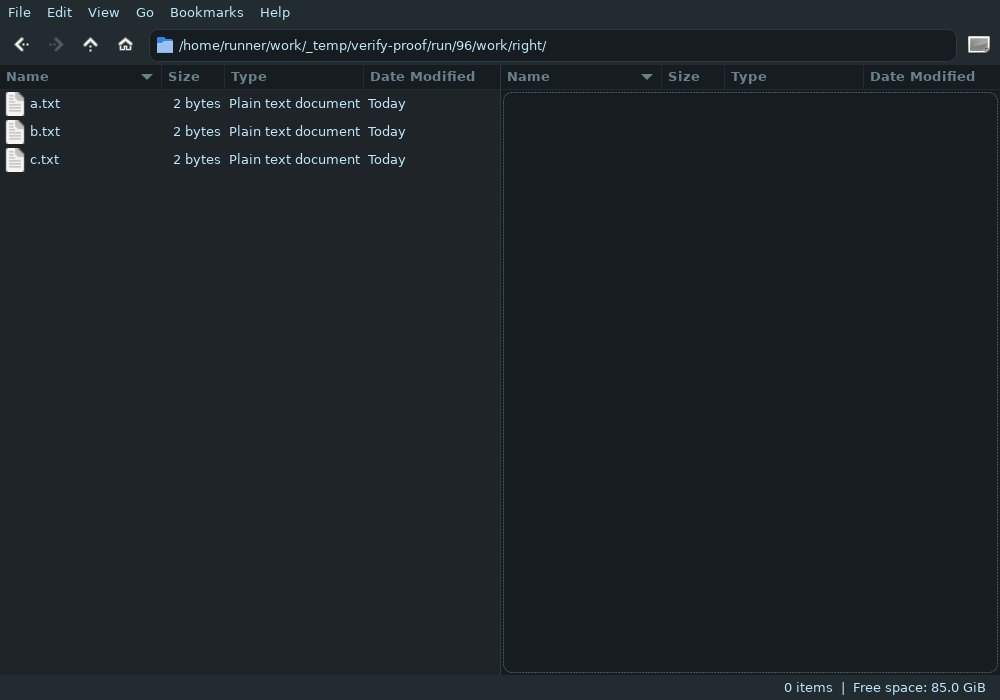 File Edit View Go Bookmarks Help
/home/runner/work/_temp/verify-proof/run/96/work/right/
Name Size Type Date Modified Name Size Type Date Modified
a.txt 2 bytes Plain text document Today
b.txt 2 bytes Plain text document Today
c.txt 2 bytes Plain text document Today
0 items | Free space: 85.0 GiB